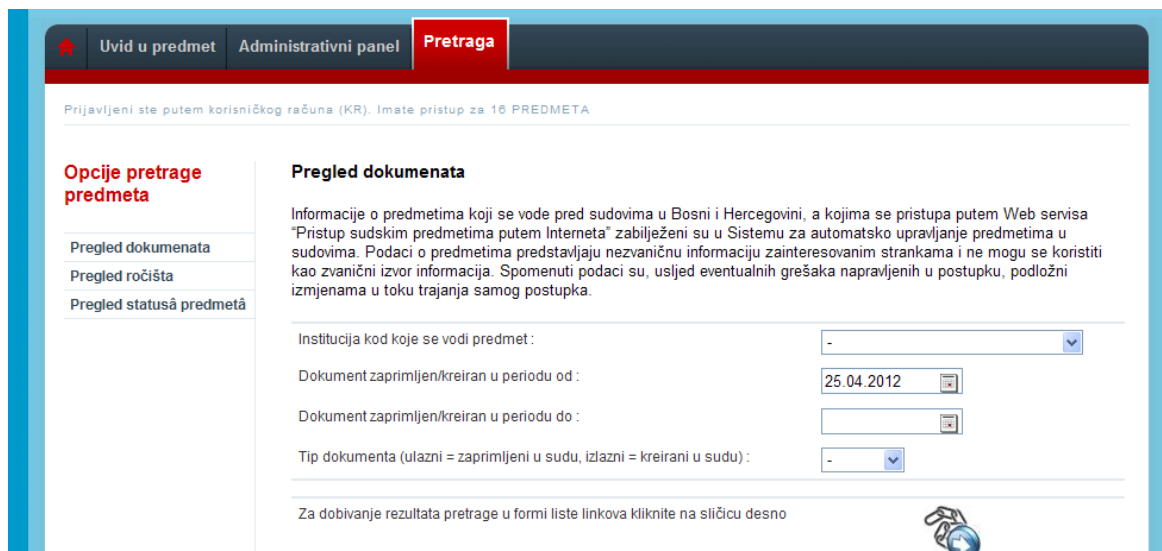 Uvid u predmet Administrativni panel Pretraga
Prijavljeni ste putem korisničkog računa (KR). Imate pristup za 16 PREDMETA
Opcije pretrage
predmeta
Pregled dokumenata
Pregled ročišta
Pregled statusâ predmetâ
Pregled dokumenata
Informacije o predmetima koji se vode pred sudovima u Bosni i Hercegovini, a kojima se pristupa putem Web servisa
“Pristup sudskim predmetima putem Interneta” zabilježeni su u Sistemu za automatsko upravljanje predmetima u
sudovima. Podaci o predmetima predstavljaju nezvaničnu informaciju zainteresovanim strankama i ne mogu se koristiti
kao zvanični izvor informacija. Spomenuti podaci su, usljed eventualnih grešaka napravljenih u postupku, podložni
izmjenama u toku trajanja samog postupka.
Institucija kod koje se vodi predmet : -
Dokument zaprimljen/kreiran u periodu od : 25.04.2012
Dokument zaprimljen/kreiran u periodu do :
Tip dokumenta (ulazni = zaprimljeni u sudu, izlazni = kreirani u sudu) : -
Za dobivanje rezultata pretrage u formi liste linkova kliknite na sličicu desno